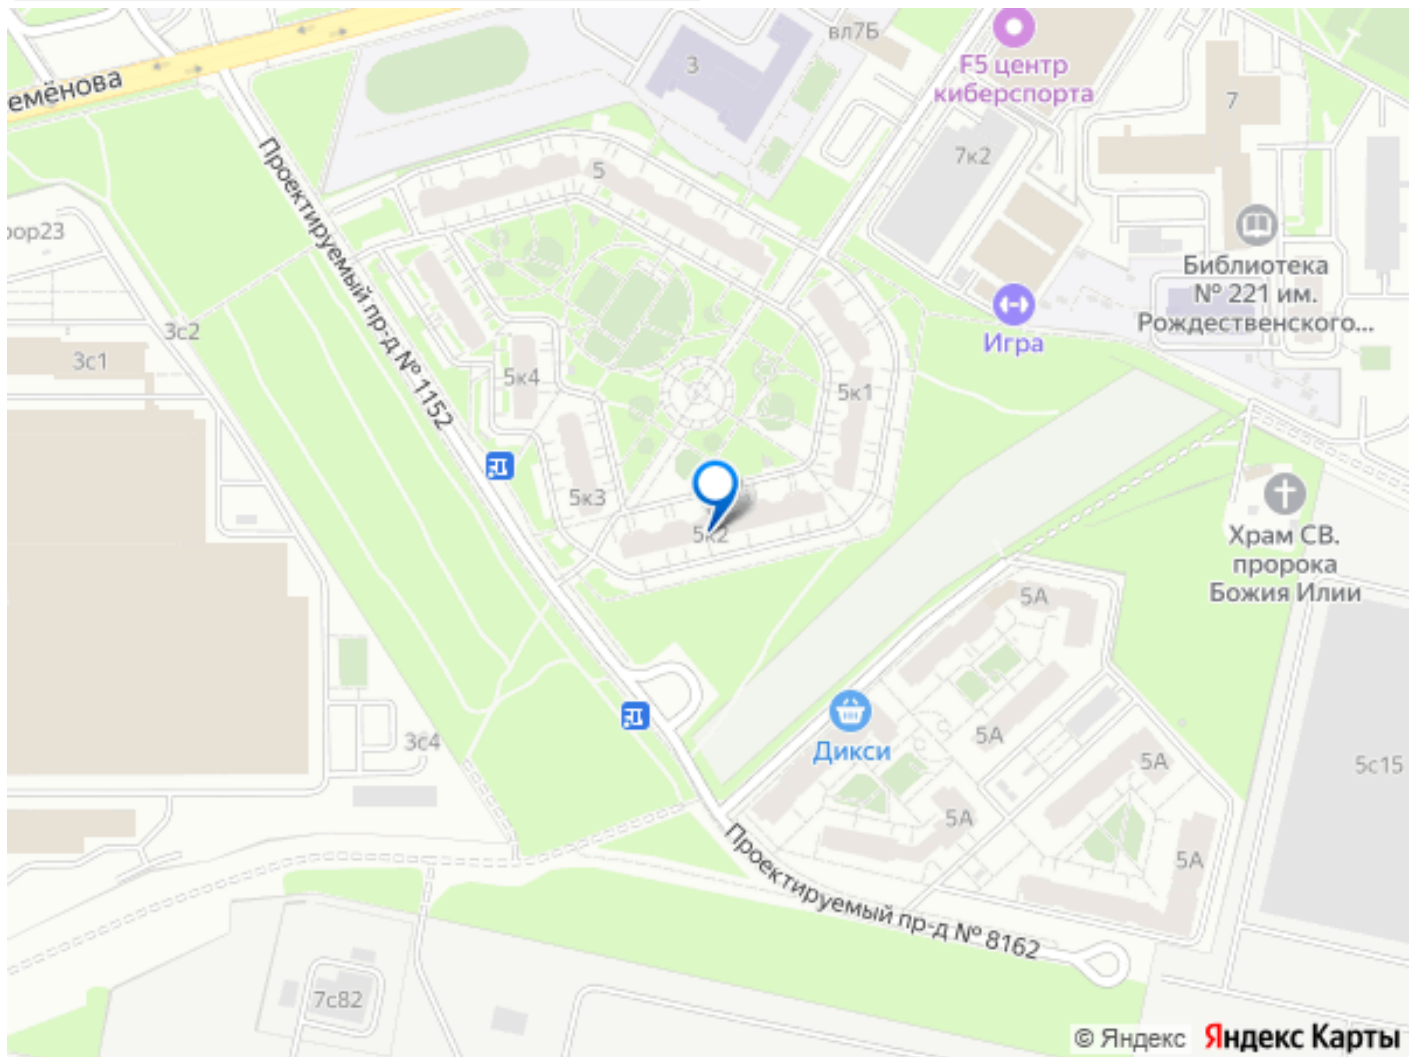 вл7Б
3
F5 центр
киберспорта
7
емёнова
7к2
5
Проектируемый пр-д № 1152
Библиотека
№ 221 им.
Рождественского...
3с2
Игра
3с1
5к4
5к1
5к3
5к2
Храм СВ.
пророка
Божия Илии
5А
5А
3с4
Дикси
5А
5с15
5А
5А
Проектируемый пр-д № 8162
7с82
© Яндекс Яндекс Карты